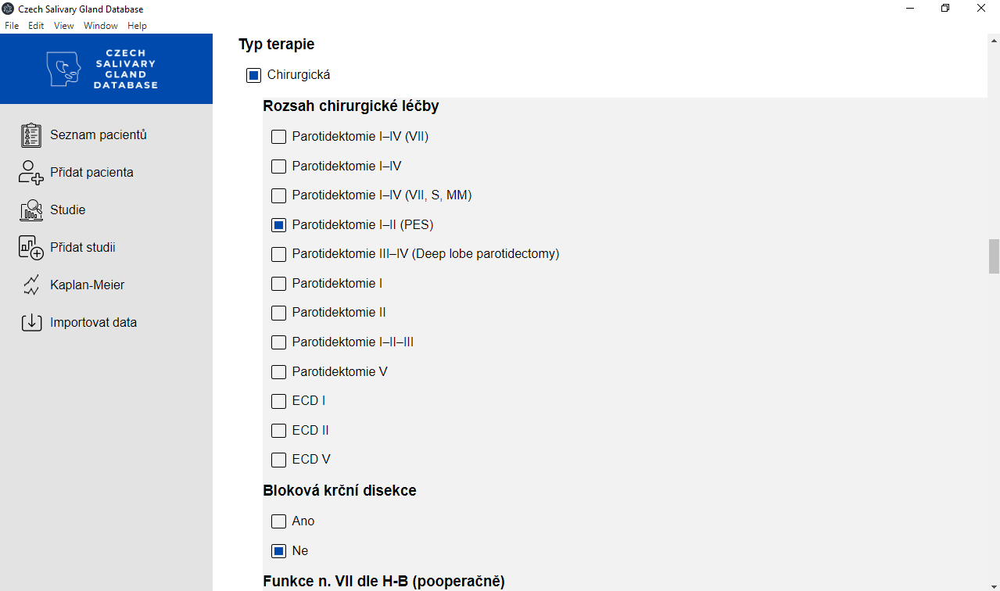 Czech Salivary Gland Database
File Edit View Window Help
CZECH
SALIVARY
GLAND
DATABASE
Seznam pacientů
Přidat pacienta
Studie
Přidat studii
Kaplan-Meier
Importovat data
Typ terapie
Chirurgická
Rozsah chirurgické léčby
Parotidektomie I–IV (VII)
Parotidektomie I–IV
Parotidektomie I–IV (VII, S, MM)
Parotidektomie I–II (PES)
Parotidektomie III–IV (Deep lobe parotidectomy)
Parotidektomie I
Parotidektomie II
Parotidektomie I–II–III
Parotidektomie V
ECD I
ECD II
ECD V
Bloková krční disekce
Ano
Ne
Funkce n. VII dle H-B (pooperačně)